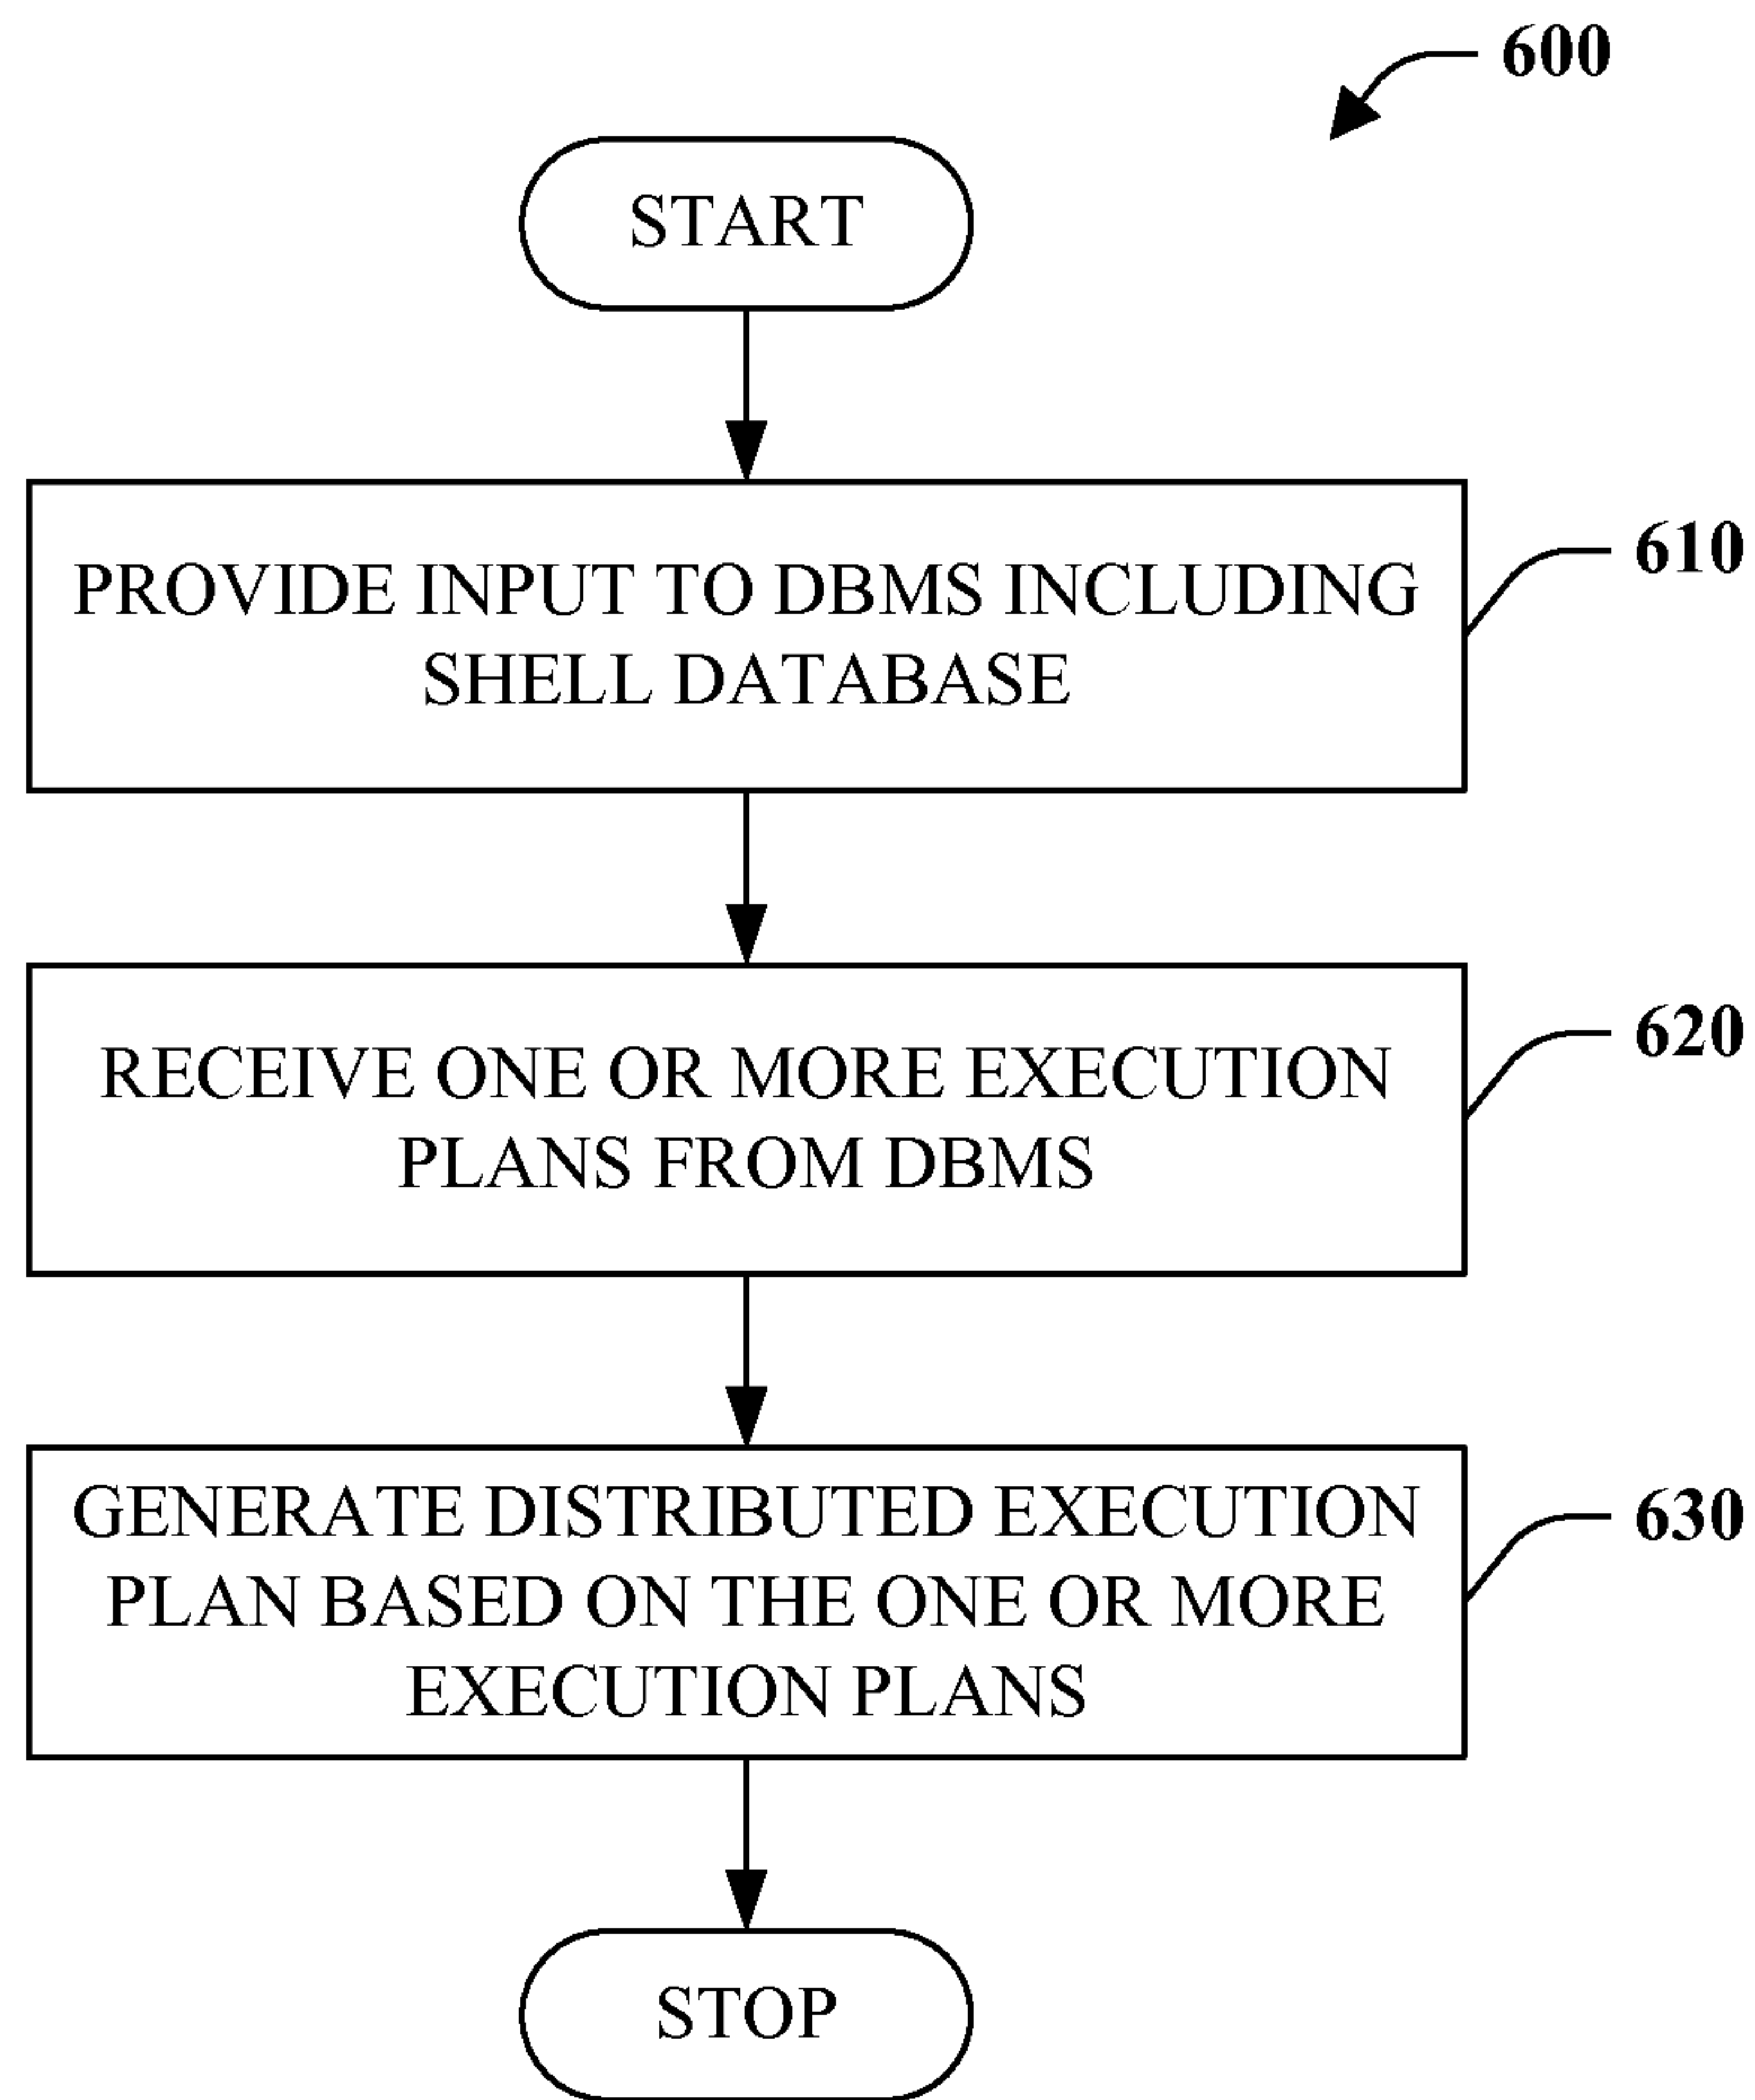 600
START
PROVIDE INPUT TO DBMS INCLUDING
SHELL DATABASE
610
RECEIVE ONE OR MORE EXECUTION
PLANS FROM DBMS
620
GENERATE DISTRIBUTED EXECUTION
PLAN BASED ON THE ONE OR MORE
EXECUTION PLANS
630
STOP